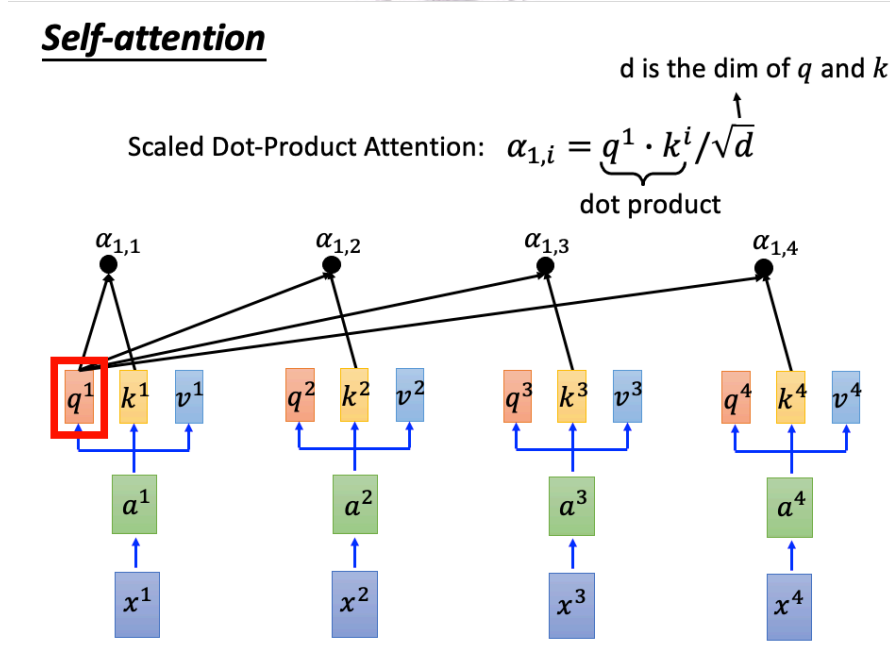 Self-attention
d is the dim of q and k
Scaled Dot-Product Attention: α₁,ᵢ = q¹ · kⁱ/√d
dot product
α₁,₁ α₁,₂ α₁,₃ α₁,₄
q¹ k¹ v¹ q² k² v² q³ k³ v³ q⁴ k⁴ v⁴
a¹ a² a³ a⁴
x¹ x² x³ x⁴